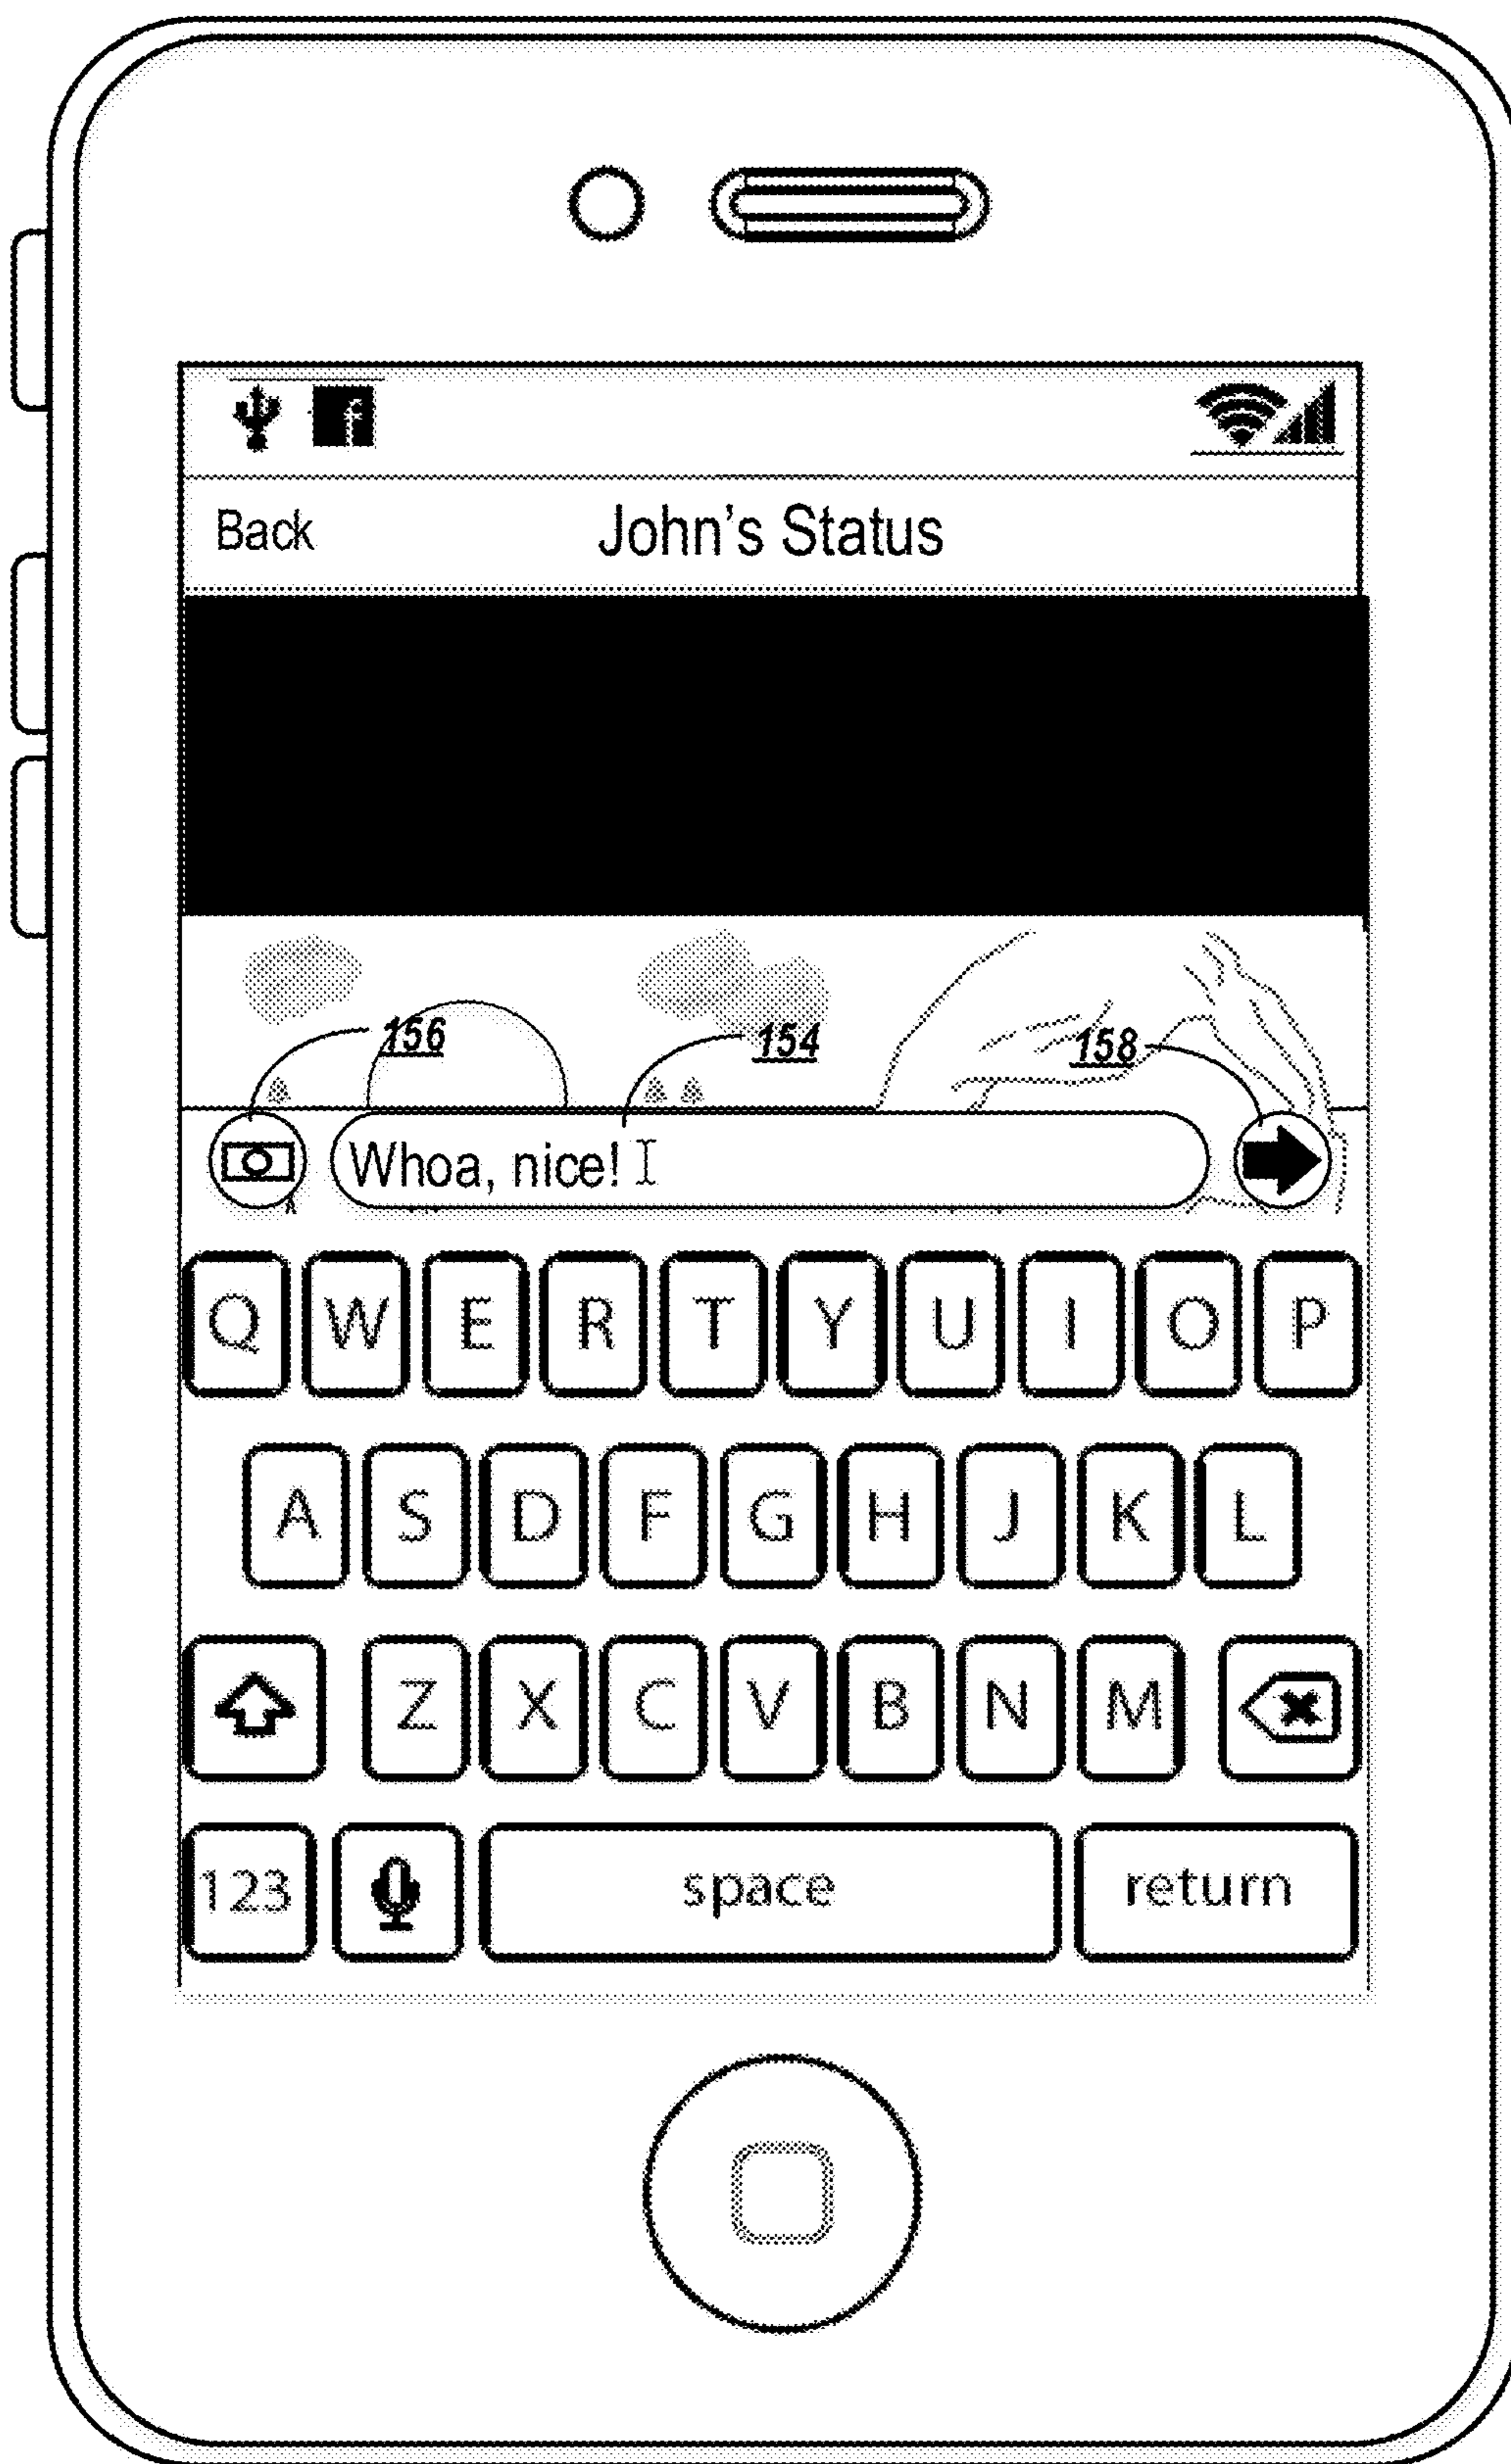 f
Back John's Status
156 154 158
Whoa, nice!
Q W E R T Y U I O P
A S D F G H J K L
Z X C V B N M
123 space return